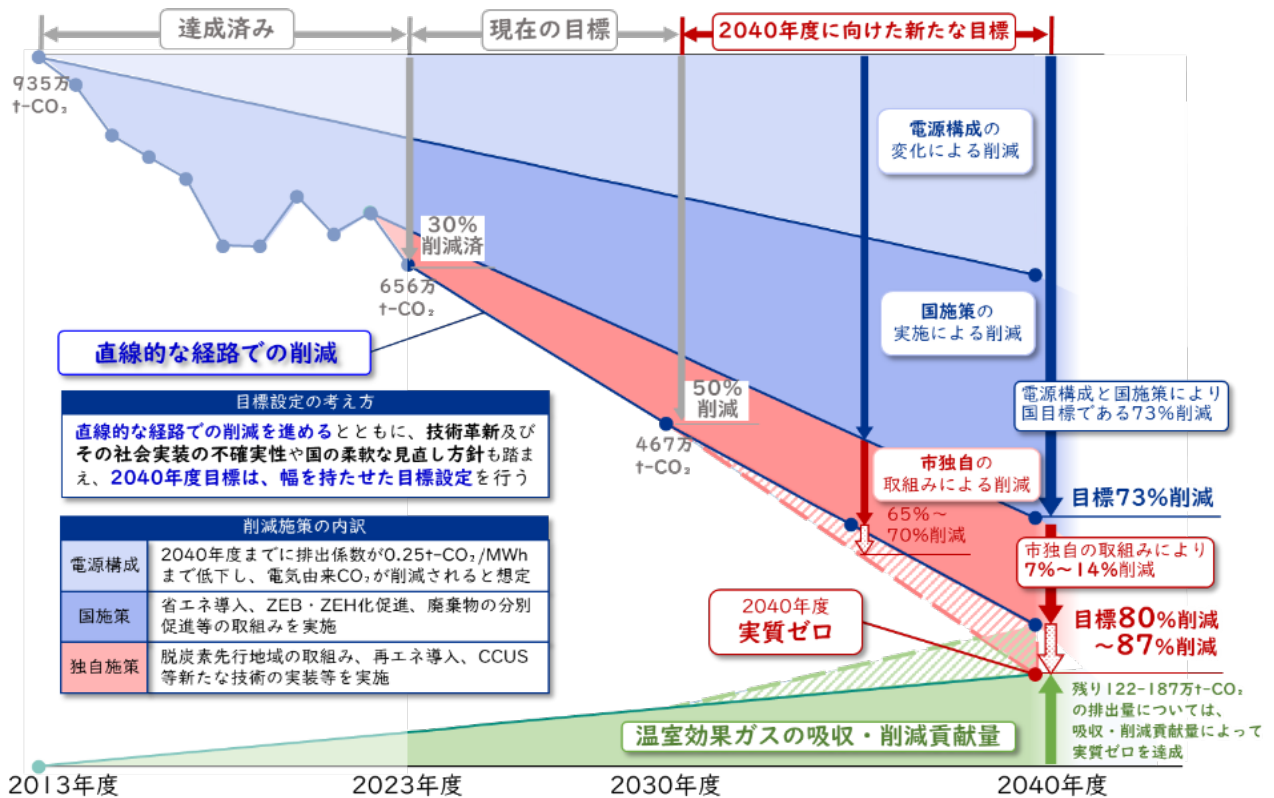 達成済み
現在の目標
2040年度に向けた新たな目標
935万
t-CO₂
電源構成の
変化による削減
30%
削減済
656万
t-CO₂
国施策の
実施による削減
直線的な経路での削減
50%
削減
電源構成と国施策により
国目標である73%削減
目標設定の考え方
直線的な経路での削減を進めるとともに、技術革新及び
その社会実装の不確実性や国の柔軟な見直し方針も踏ま
え、2040年度目標は、幅を持たせた目標設定を行う
467万
t-CO₂
市独自の
取組みによる削減
目標73%削減
65%～
70%削減
削減施策の内訳
電源構成
2040年度までに排出係数が0.25t-CO₂/MWh
まで低下し、電気由来CO₂が削減されると想定
国施策
省エネ導入、ZEB・ZEH化促進、廃棄物の分別
促進等の取組みを実施
独自施策
脱炭素先行地域の取組み、再エネ導入、CCUS
等新たな技術の実装等を実施
市独自の取組みにより
7%～14%削減
2040年度
実質ゼロ
目標80%削減
～87%削減
残り122-187万t-CO₂
の排出量については、
吸収・削減貢献量によって
実質ゼロを達成
温室効果ガスの吸収・削減貢献量
2013年度
2023年度
2030年度
2040年度